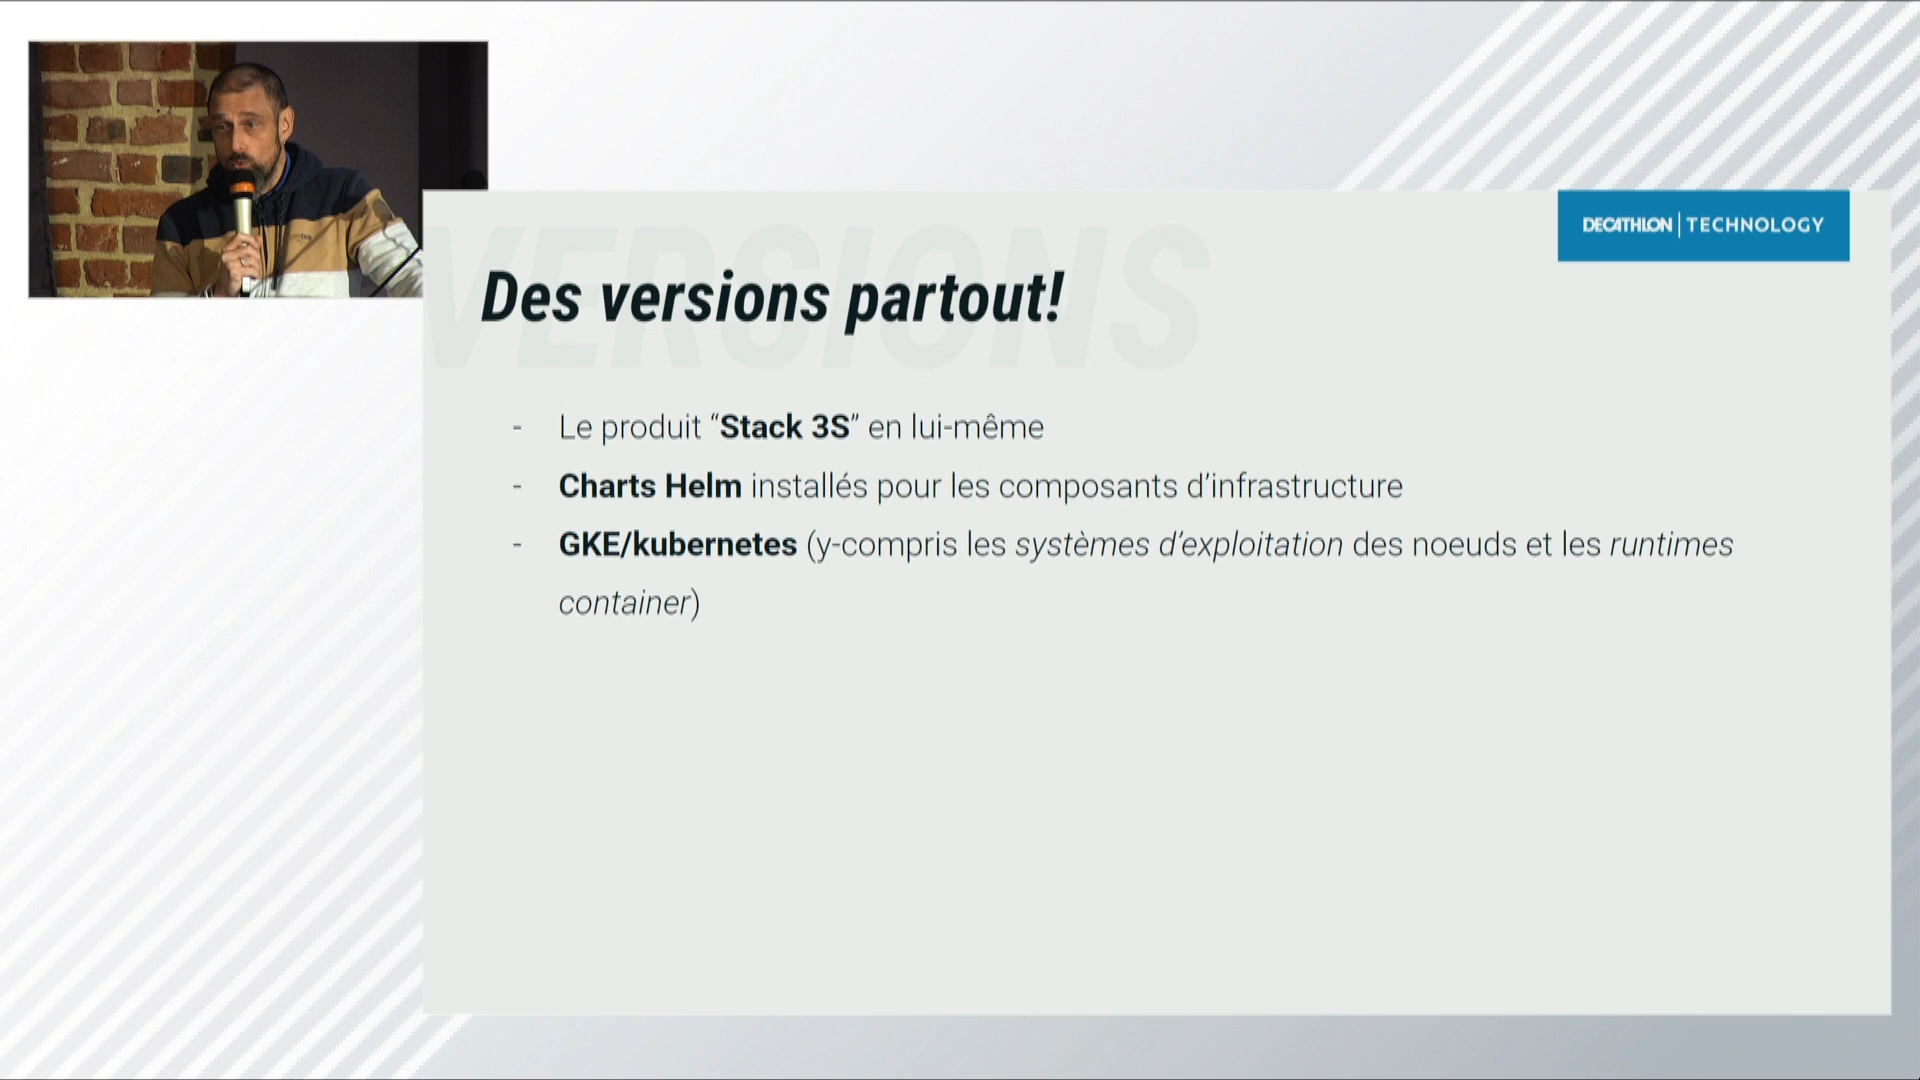 DECATHLON | TECHNOLOGY
VERSIONS
Des versions partout!
- Le produit “Stack 3S” en lui-même
- Charts Helm installés pour les composants d’infrastructure
- GKE/kubernetes (y-compris les systèmes d’exploitation des noeuds et les runtimes
container)